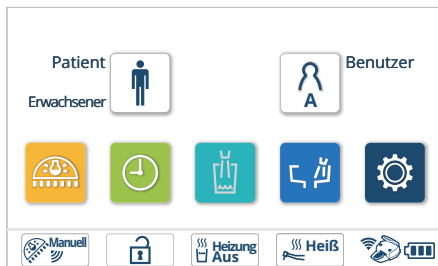 Patient
Benutzer
Erwachsener
A
Manuell
Heizung
Aus
Heiß